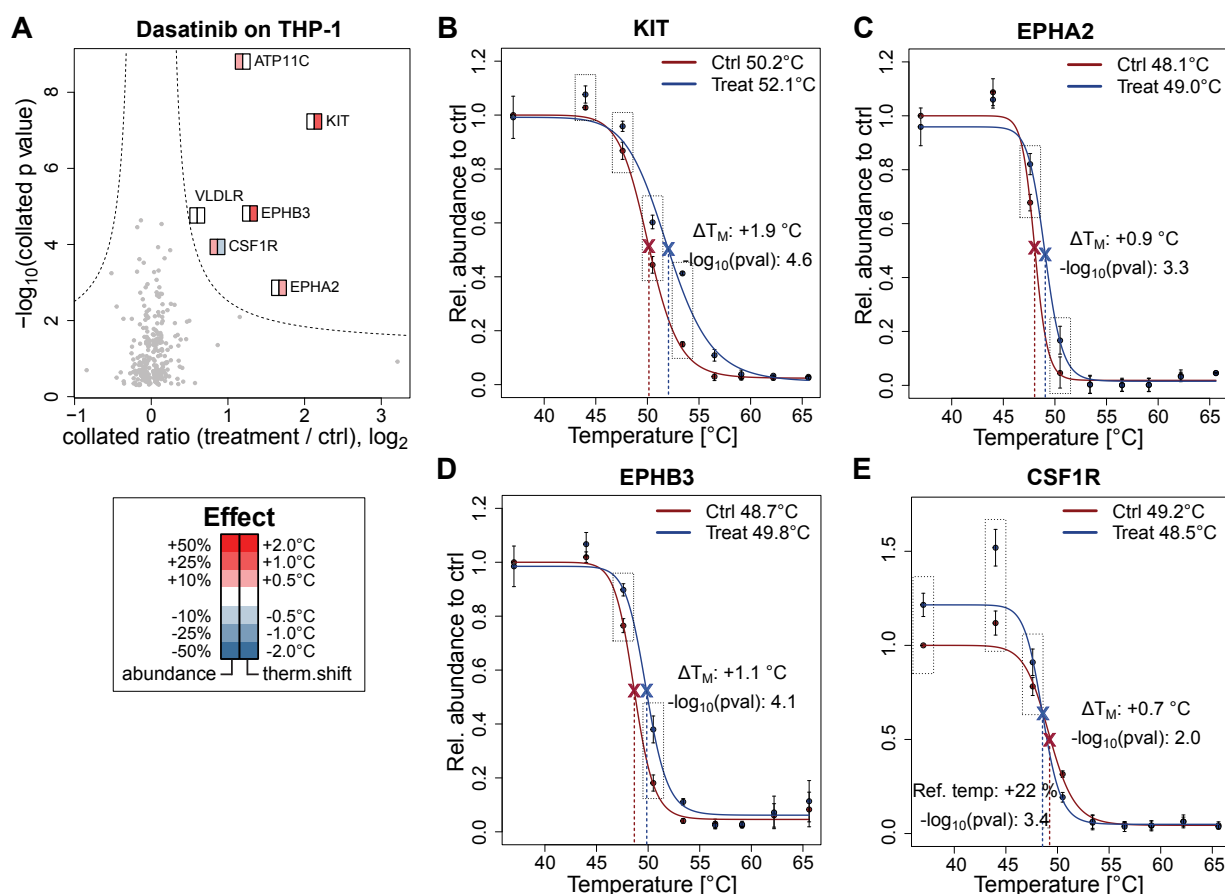 A
Dasatinib on THP-1
−log10(collated p value)
8
6
4
2
0
ATP11C
KIT
VLDLR
EPHB3
CSF1R
EPHA2
−1
0
1
2
3
collated ratio (treatment / ctrl), log2
B
KIT
Rel. abundance to ctrl
1.2
1.0
0.8
0.6
0.4
0.2
0.0
Ctrl 50.2°C
Treat 52.1°C
ΔTM: +1.9 °C
-log10(pval): 4.6
40
45
50
55
60
65
Temperature [°C]
C
EPHA2
Rel. abundance to ctrl
1.2
1.0
0.8
0.6
0.4
0.2
0.0
Ctrl 48.1°C
Treat 49.0°C
ΔTM: +0.9 °C
-log10(pval): 3.3
40
45
50
55
60
65
Temperature [°C]
Effect
+50%
+2.0°C
+25%
+1.0°C
+10%
+0.5°C
-10%
-0.5°C
-25%
-1.0°C
-50%
-2.0°C
abundance
therm.shift
D
EPHB3
Rel. abundance to ctrl
1.2
1.0
0.8
0.6
0.4
0.2
0.0
Ctrl 48.7°C
Treat 49.8°C
ΔTM: +1.1 °C
-log10(pval): 4.1
40
45
50
55
60
65
Temperature [°C]
E
CSF1R
Rel. abundance to ctrl
1.5
1.0
0.5
0.0
Ctrl 49.2°C
Treat 48.5°C
ΔTM: +0.7 °C
-log10(pval): 2.0
Ref. temp: +22 %
-log10(pval): 3.4
40
45
50
55
60
65
Temperature [°C]